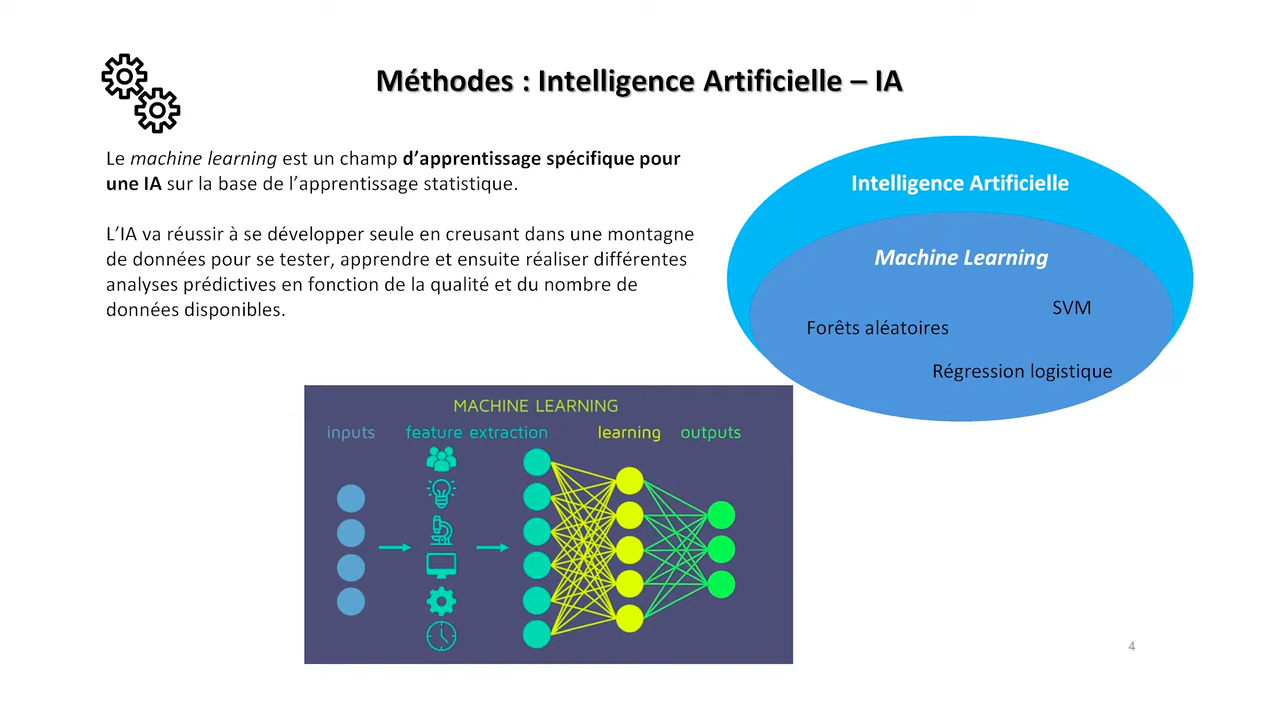 Méthodes : Intelligence Artificielle – IA
Le machine learning est un champ d’apprentissage spécifique pour
une IA sur la base de l’apprentissage statistique.
L’IA va réussir à se développer seule en creusant dans une montagne
de données pour se tester, apprendre et ensuite réaliser différentes
analyses prédictives en fonction de la qualité et du nombre de
données disponibles.
Intelligence Artificielle
Machine Learning
SVM
Forêts aléatoires
Régression logistique
MACHINE LEARNING
inputs feature extraction learning outputs
4